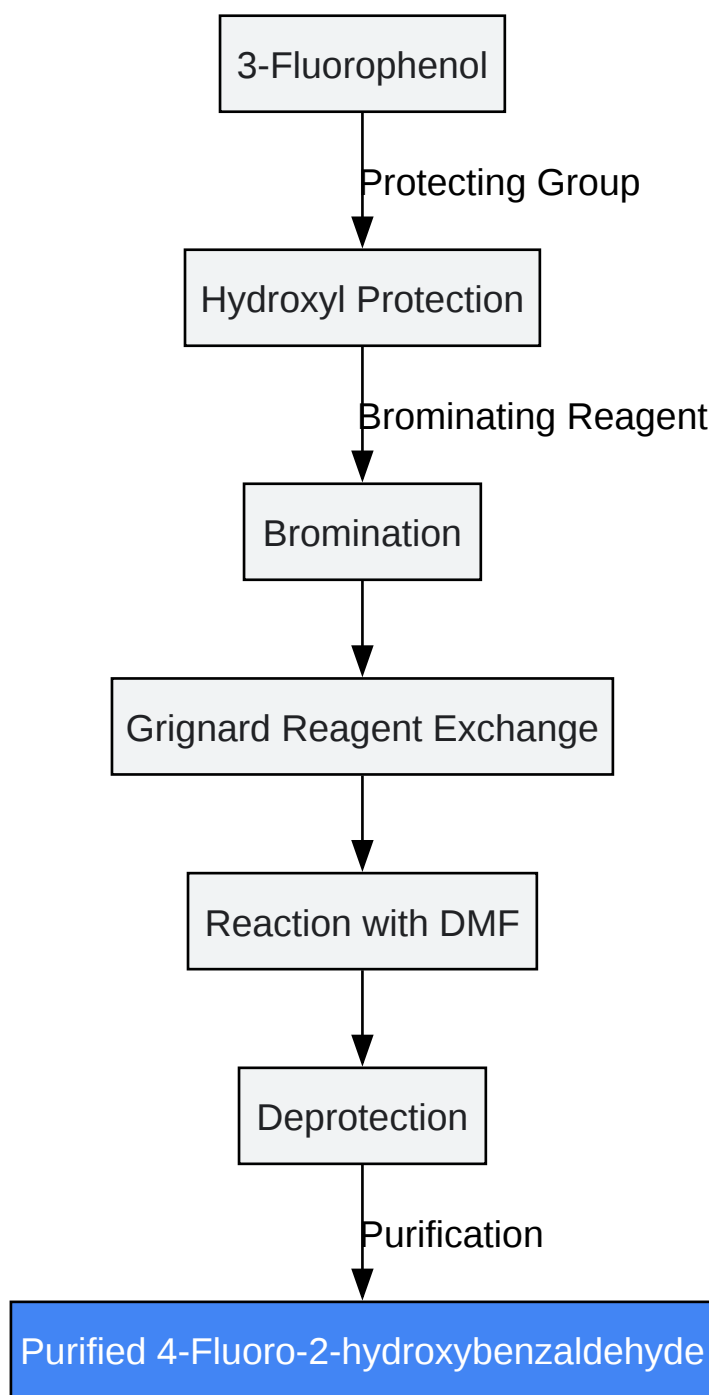 3-Fluorophenol
Protecting Group
Hydroxyl Protection
Brominating Reagent
Bromination
Grignard Reagent Exchange
Reaction with DMF
Deprotection
Purification
Purified 4-Fluoro-2-hydroxybenzaldehyde